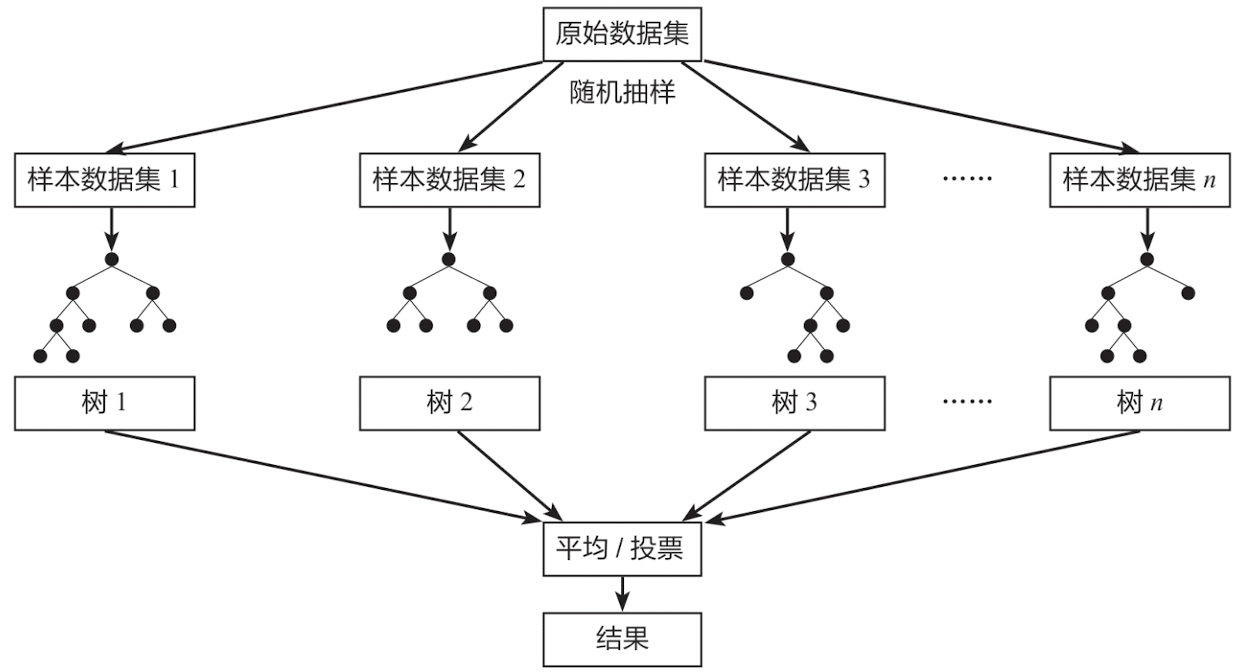 原始数据集
随机抽样
样本数据集 1
样本数据集 2
样本数据集 3
……
样本数据集 n
树 1
树 2
树 3
……
树 n
平均 / 投票
结果